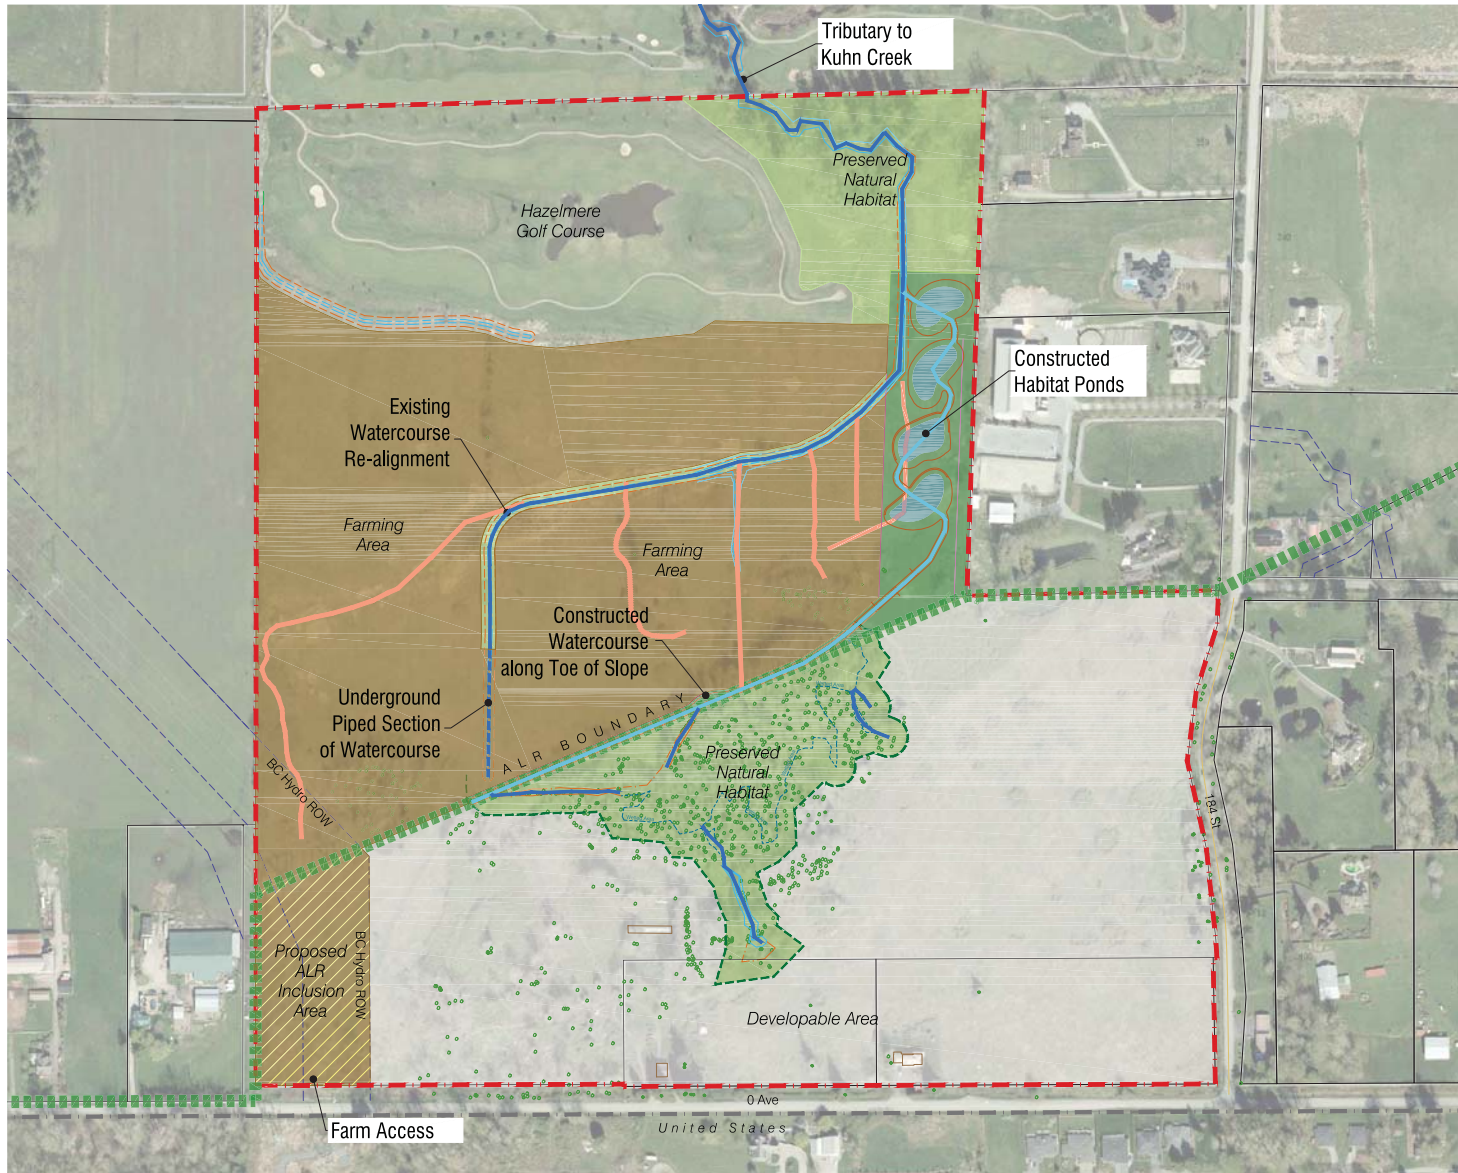 Tributary to
Kuhn Creek
Preserved
Natural
Habitat
Hazelmere
Golf Course
Constructed
Habitat Ponds
Existing
Watercourse
Re-alignment
Farming
Area
Farming
Area
Constructed
Watercourse
along Toe of Slope
Underground
Piped Section
of Watercourse
ALR BOUNDARY
Preserved
Natural
Habitat
BC Hydro ROW
184 St
Proposed
ALR
Inclusion
Area
BC Hydro ROW
Developable Area
0 Ave
Farm Access
United States